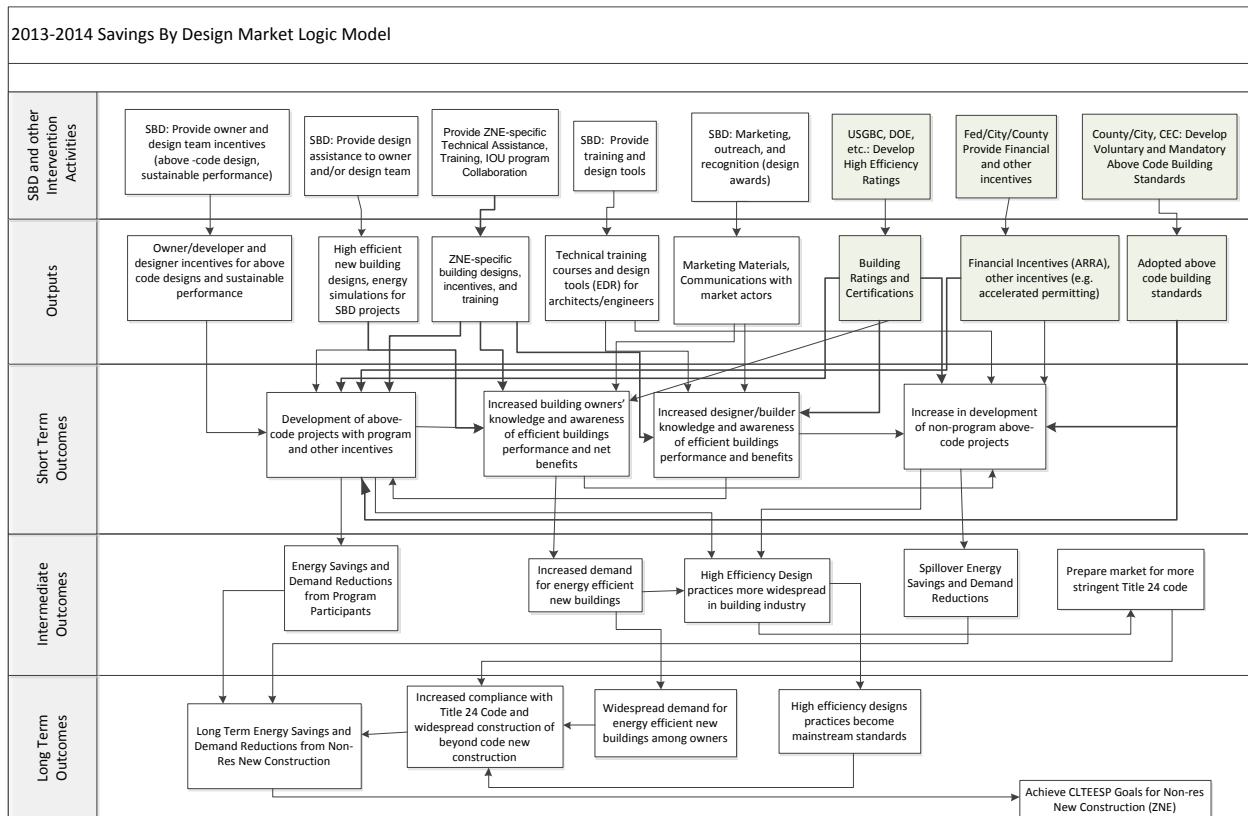 2013-2014 Savings By Design Market Logic Model
SBD and other
Intervention
Activities
SBD: Provide owner and
design team incentives
(above -code design,
sustainable performance)
SBD: Provide design
assistance to owner
and/or design team
Provide ZNE-specific
Technical Assistance,
Training, IOU program
Collaboration
SBD:  Provide
training and
design tools
SBD: Marketing,
outreach, and
recognition (design
awards)
USGBC, DOE,
etc.: Develop
High Efficiency
Ratings
Fed/City/County
Provide Financial
and other
incentives
County/City, CEC: Develop
Voluntary and Mandatory
Above Code Building
Standards
Outputs
Owner/developer and
designer incentives for above
code designs and sustainable
performance
High efficient
new building
designs, energy
simulations for
SBD projects
ZNE-specific
building designs,
incentives, and
training
Technical training
courses and design
tools (EDR) for
architects/engineers
Marketing Materials,
Communications with
market actors
Building
Ratings and
Certifications
Financial Incentives (ARRA),
other incentives (e.g.
accelerated permitting)
Adopted above
code building
standards
Short Term
Outcomes
Development of above-
code projects with program
and other incentives
Increased building owners’
knowledge and awareness
of efficient buildings
performance and net
benefits
Increased designer/builder
knowledge and awareness
of efficient buildings
performance and benefits
Increase in development
of non-program above-
code projects
Intermediate
Outcomes
Energy Savings and
Demand Reductions
from Program
Participants
Increased demand
for energy efficient
new buildings
High Efficiency Design
practices more widespread
in building industry
Spillover Energy
Savings and Demand
Reductions
Prepare market for more
stringent Title 24 code
Long Term
Outcomes
Long Term Energy Savings and
Demand Reductions from Non-
Res New Construction
Increased compliance with
Title 24 Code and
widespread construction of
beyond code new
construction
Widespread demand for
energy efficient new
buildings among owners
High efficiency designs
practices become
mainstream standards
Achieve CLTEESP Goals for Non-res
New Construction (ZNE)